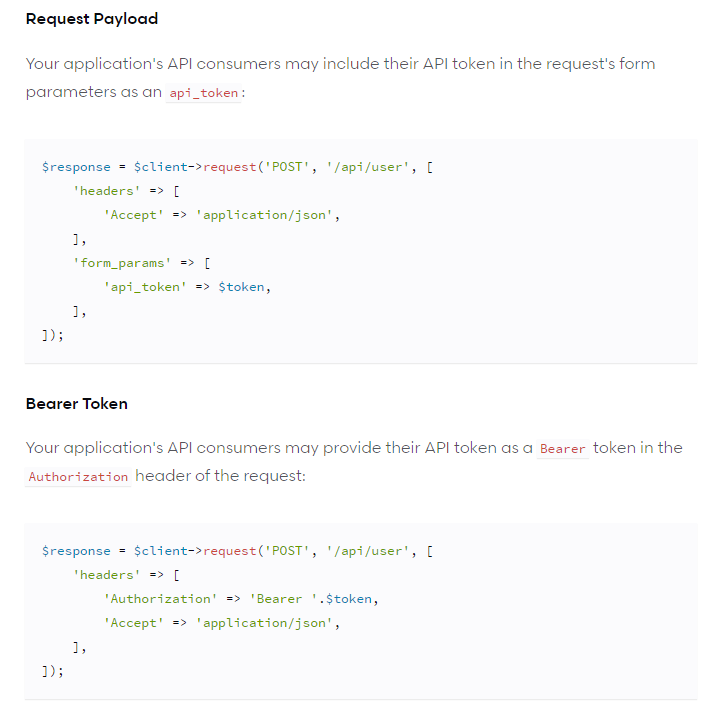 Request Payload
Your application's API consumers may include their API token in the request's form
parameters as an api_token:
$response = $client->request('POST', '/api/user', [
    'headers' => [
        'Accept' => 'application/json',
    ],
    'form_params' => [
        'api_token' => $token,
    ],
]);
Bearer Token
Your application's API consumers may provide their API token as a Bearer token in the
Authorization header of the request:
$response = $client->request('POST', '/api/user', [
    'headers' => [
        'Authorization' => 'Bearer '.$token,
        'Accept' => 'application/json',
    ],
]);